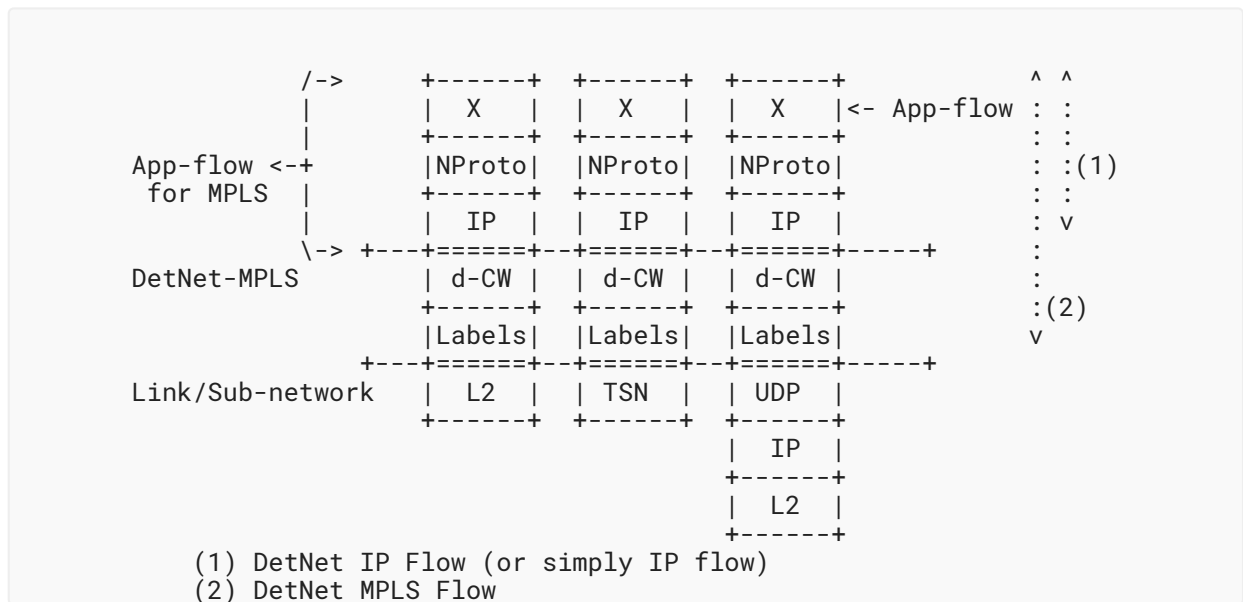 /->     +------+  +------+  +------+            ^ ^
           |       |  X   |  |  X   |  |  X   |<- App-flow : :
           |       +------+  +------+  +------+            : :
App-flow <-+       |NProto|  |NProto|  |NProto|            : :(1)
 for MPLS  |       +------+  +------+  +------+            : :
           |       |  IP  |  |  IP  |  |  IP  |            : v
           \-> +---+======+--+======+--+======+-----+      :
DetNet-MPLS        | d-CW |  | d-CW |  | d-CW |            :
                   +------+  +------+  +------+            :(2)
                   |Labels|  |Labels|  |Labels|            v
               +---+======+--+======+--+======+-----+
Link/Sub-network   |  L2  |  | TSN  |  | UDP  |
                   +------+  +------+  +------+
                                       |  IP  |
                                       +------+
                                       |  L2  |
                                       +------+
    (1) DetNet IP Flow (or simply IP flow)
    (2) DetNet MPLS Flow